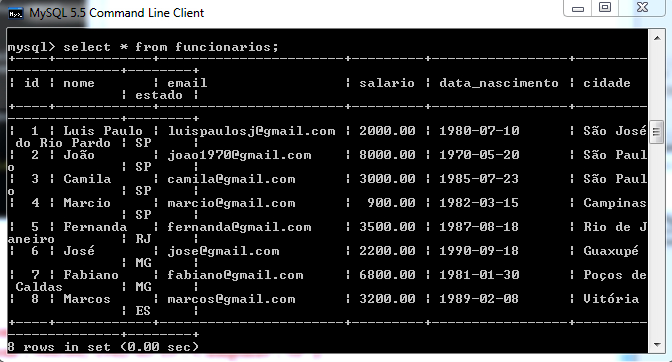 MySQL 5.5 Command Line Client
mysql> select * from funcionarios;
+----+------------+----------------------+---------+-----------------+---------
--------------+--------+
¦ id ¦ nome       ¦ email                ¦ salario ¦ data_nascimento ¦ cidade
              ¦ estado ¦
+----+------------+----------------------+---------+-----------------+---------
--------------+--------+
¦  1 ¦ Luis Paulo ¦ luispaulosj@gmail.com ¦ 2000.00 ¦ 1980-07-10      ¦ São José
 do Rio Pardo ¦ SP     ¦
¦  2 ¦ João       ¦ joao1970@gmail.com   ¦ 8000.00 ¦ 1970-05-20      ¦ São Paul
o             ¦ SP     ¦
¦  3 ¦ Camila     ¦ camila@gmail.com     ¦ 3000.00 ¦ 1985-07-23      ¦ São Paul
o             ¦ SP     ¦
¦  4 ¦ Marcio     ¦ marcio@gmail.com     ¦  900.00 ¦ 1982-03-15      ¦ Campinas
              ¦ SP     ¦
¦  5 ¦ Fernanda   ¦ fernanda@gmail.com   ¦ 3500.00 ¦ 1987-08-18      ¦ Rio de J
aneiro        ¦ RJ     ¦
¦  6 ¦ José       ¦ jose@gmail.com       ¦ 2200.00 ¦ 1990-09-18      ¦ Guaxupé
              ¦ MG     ¦
¦  7 ¦ Fabiano    ¦ fabiano@gmail.com    ¦ 6800.00 ¦ 1981-01-30      ¦ Poços de
 Caldas       ¦ MG     ¦
¦  8 ¦ Marcos     ¦ marcos@gmail.com     ¦ 3200.00 ¦ 1989-02-08      ¦ Vitória
              ¦ ES     ¦
+----+------------+----------------------+---------+-----------------+---------
--------------+--------+
8 rows in set (0.00 sec)